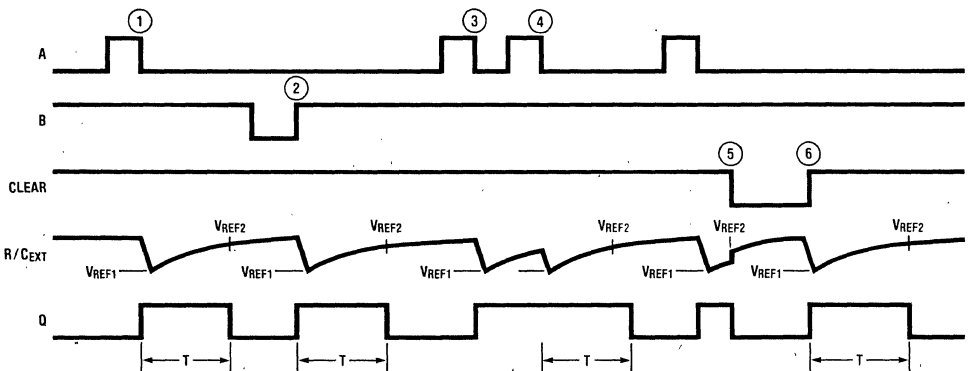 ① ③ ④
A
②
B
⑤ ⑥
CLEAR
VREF2 VREF2 VREF2 VREF2 VREF2
R/CEXT
VREF1 VREF1 VREF1 VREF1 VREF1
Q
T T T T